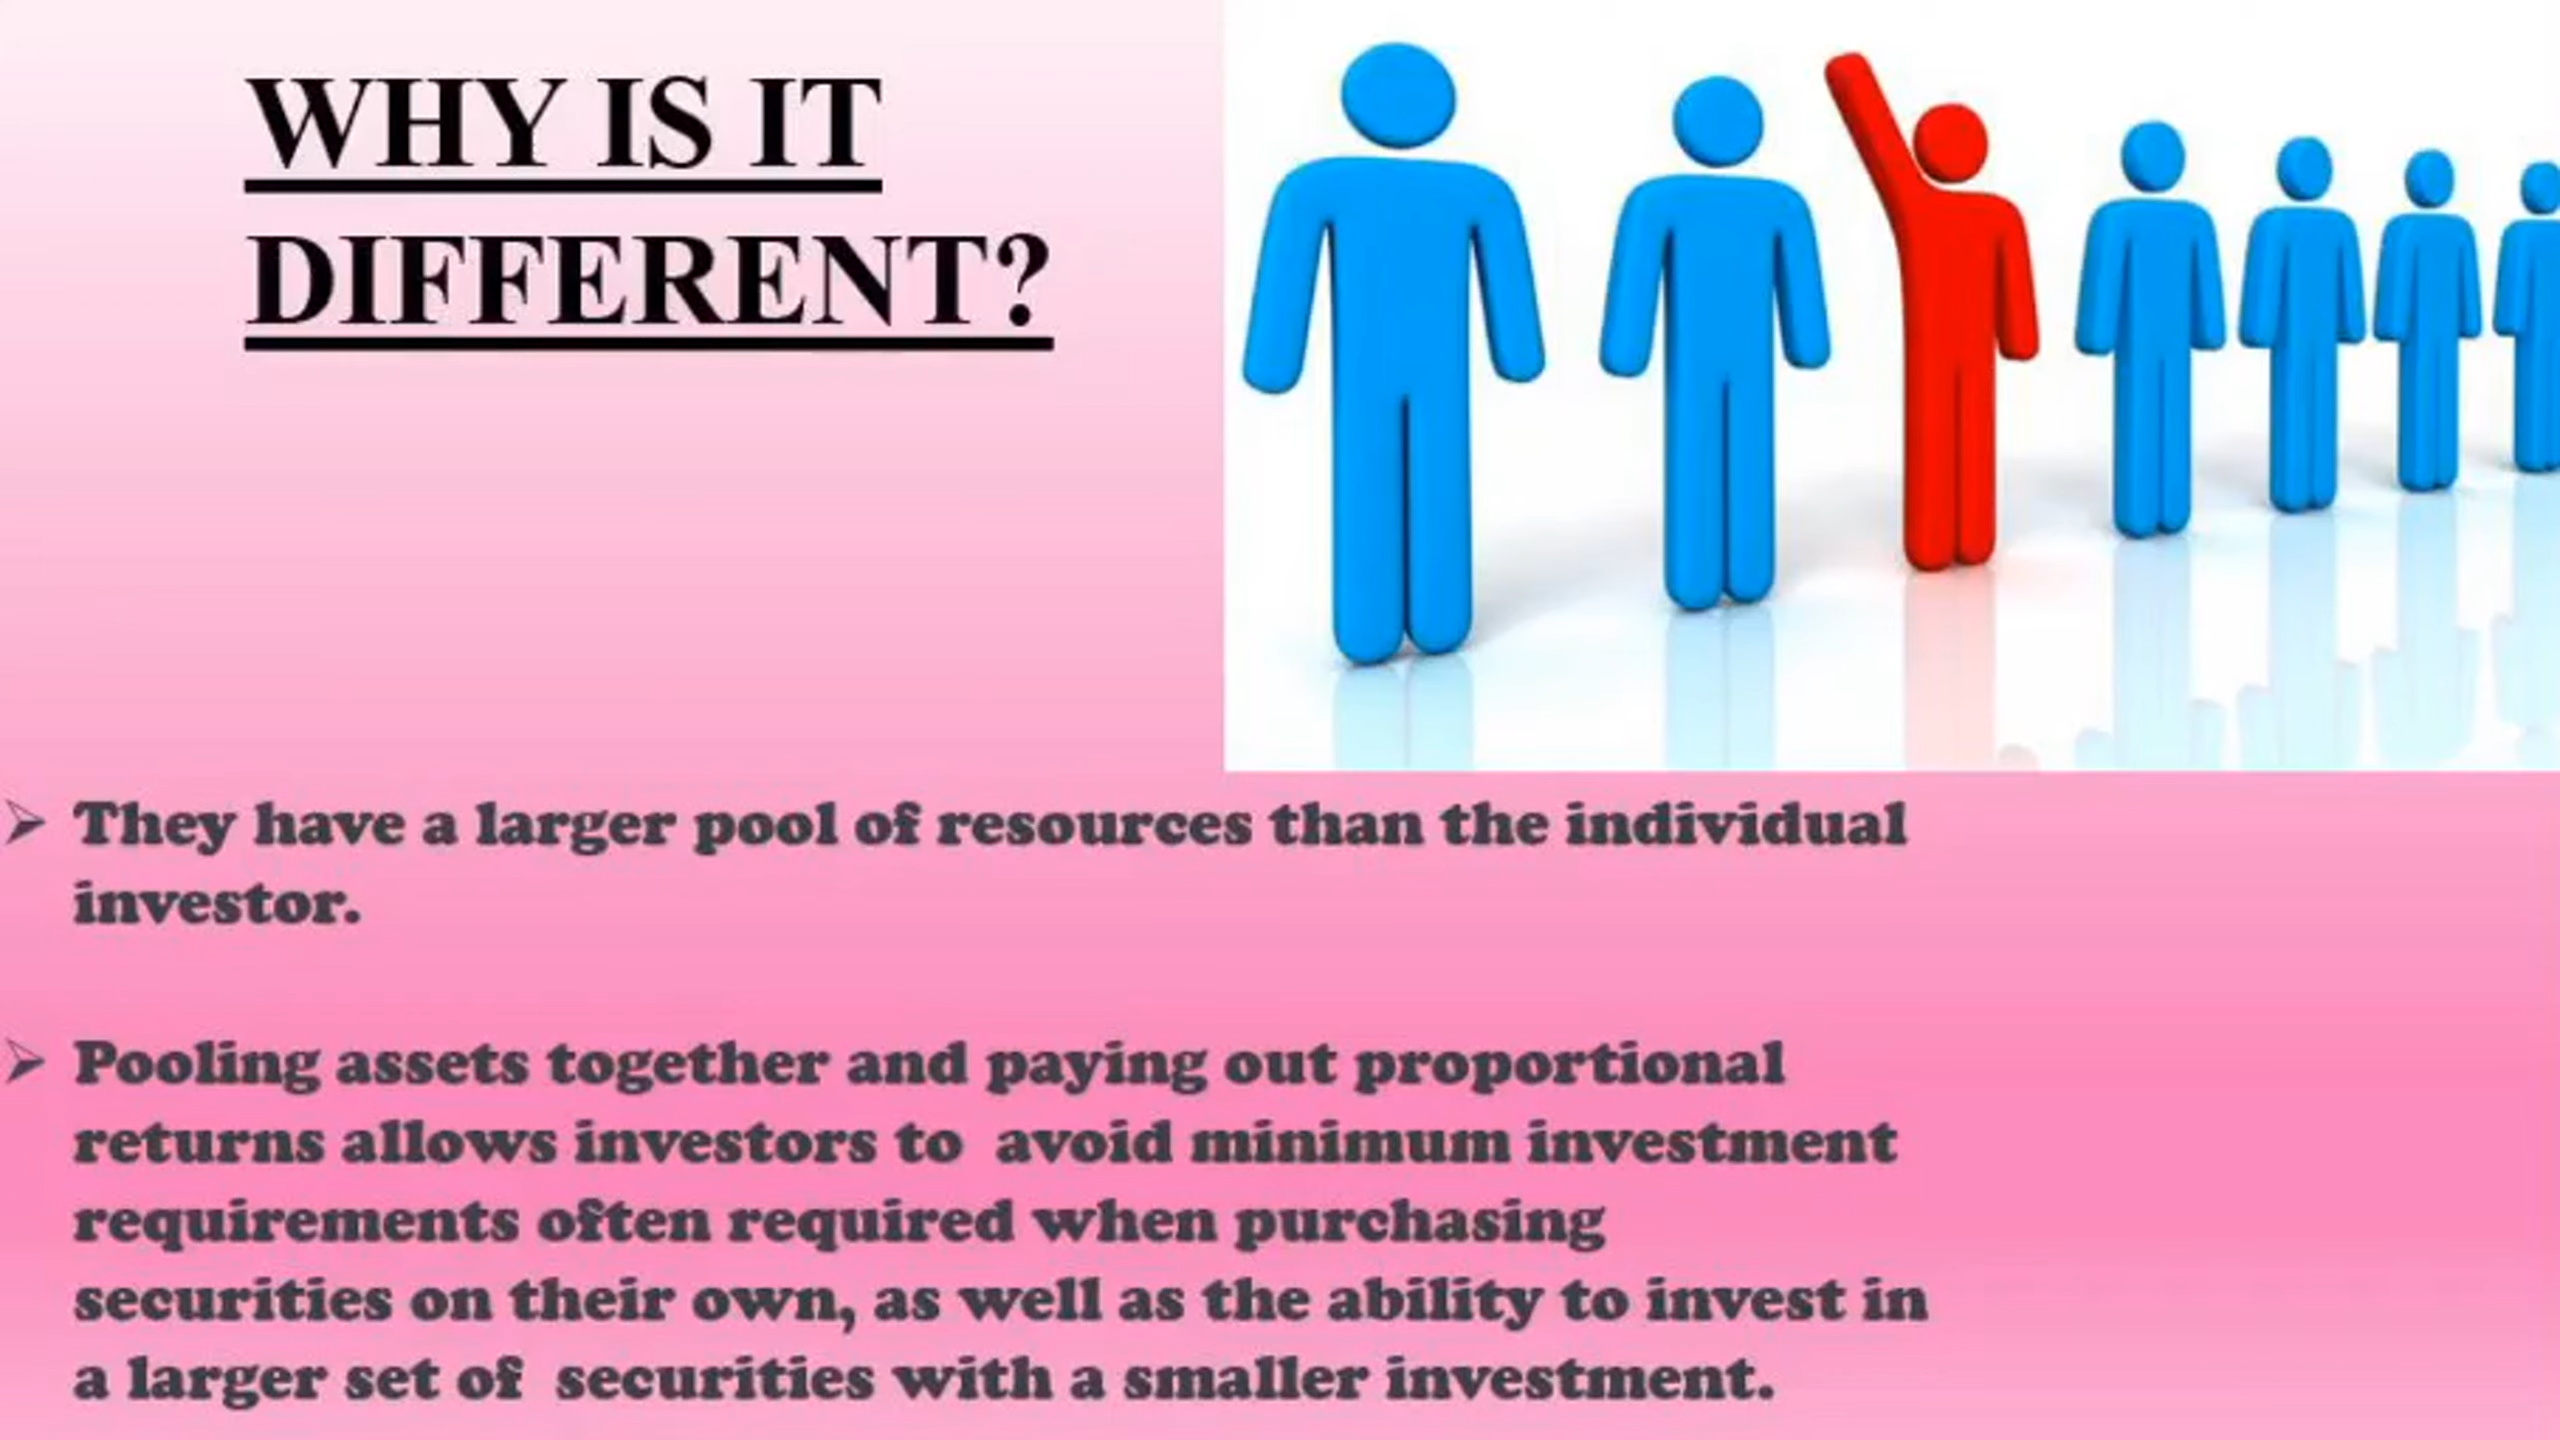 WHY IS IT
DIFFERENT?
➢ They have a larger pool of resources than the individual
investor.
➢ Pooling assets together and paying out proportional
returns allows investors to  avoid minimum investment
requirements often required when purchasing
securities on their own, as well as the ability to invest in
a larger set of  securities with a smaller investment.